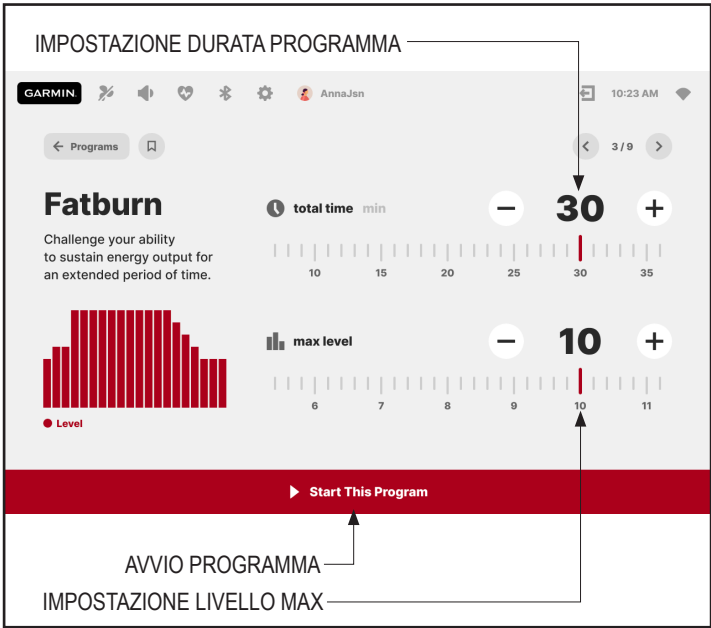 IMPOSTAZIONE DURATA PROGRAMMA
GARMIN. AnnaJsn 10:23 AM
Programs 3 / 9
Fatburn
total time min 30
Challenge your ability
to sustain energy output for
an extended period of time.
10 15 20 25 30 35
max level 10
6 7 8 9 10 11
Level
Start This Program
AVVIO PROGRAMMA
IMPOSTAZIONE LIVELLO MAX